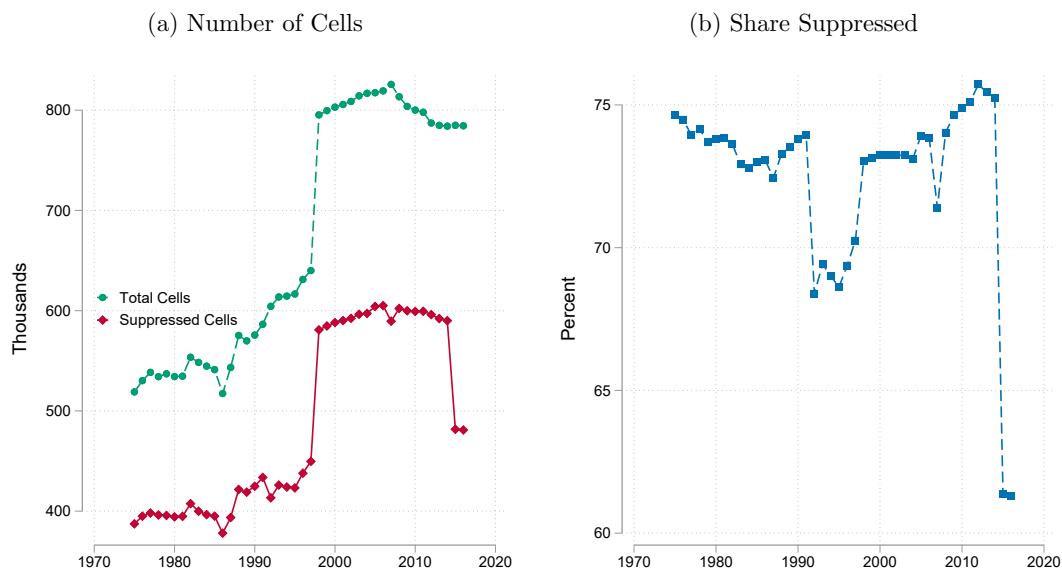 (a) Number of Cells
800
700
600
500
400
Thousands
Total Cells
Suppressed Cells
1970 1980 1990 2000 2010 2020
(b) Share Suppressed
75
70
65
60
Percent
1970 1980 1990 2000 2010 2020